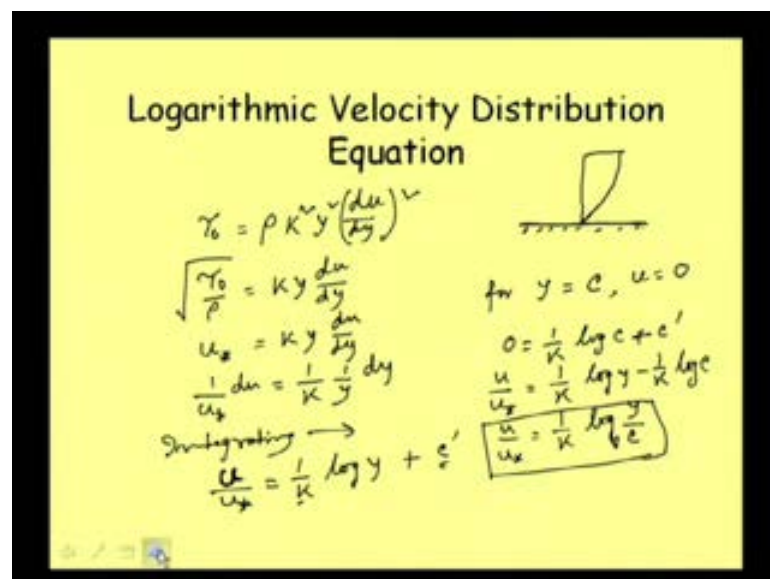 Logarithmic Velocity Distribution
Equation
τ₀ = ρ K² y² (du/dy)²
√(τ₀/ρ) = K y du/dy
u* = K y du/dy
1/u* du = 1/K 1/y dy
Integrating →
u/u* = 1/K log y + c'
for y = C, u = 0
0 = 1/K log C + C'
u/u* = 1/K log y - 1/K log C
u/u* = 1/K log y/C